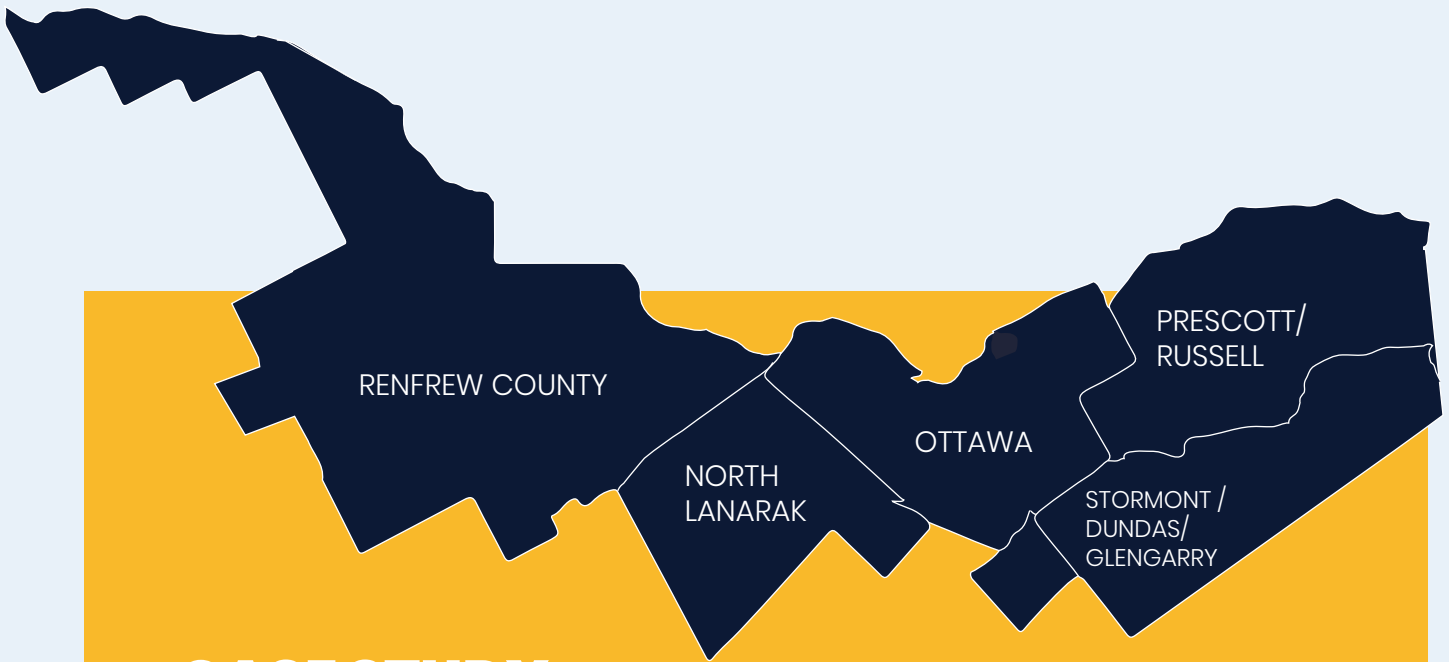 PRESCOTT/
RUSSELL
RENFREW COUNTY
OTTAWA
NORTH
LANARAK
STORMONT /
DUNDAS/
GLENGARRY